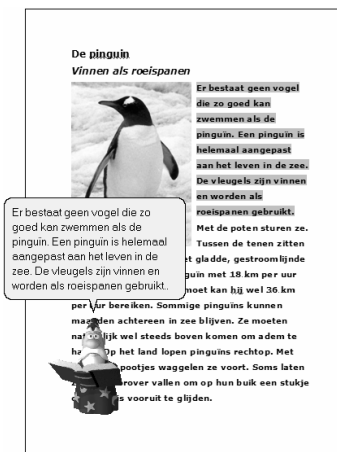 De pinguin
Vinnen als roeispanen
Er bestaat geen vogel
die zo goed kan
zwemmen als de
pinguïn. Een pinguïn is
helemaal aangepast
aan het leven in de zee.
De vleugels zijn vinnen
en worden als
roeispanen gebruikt.
Met de poten sturen ze.
Tussen de tenen zitten
gladde, gestroomlijnde
met 18 km per uur
moet kan hij wel 36 km
per uur bereiken. Sommige pinguïns kunnen
achtereen in zee blijven. Ze moeten
wel steeds boven komen om adem te
Op het land lopen pinguïns rechtop. Met
pootjes waggelen ze voort. Soms laten
vallen om op hun buik een stukje
vooruit te glijden.
Er bestaat geen vogel die zo
goed kan zwemmen als de
pinguïn. Een pinguïn is helemaal
aangepast aan het leven in de
zee. De vleugels zijn vinnen en
worden als roeispanen gebruikt..